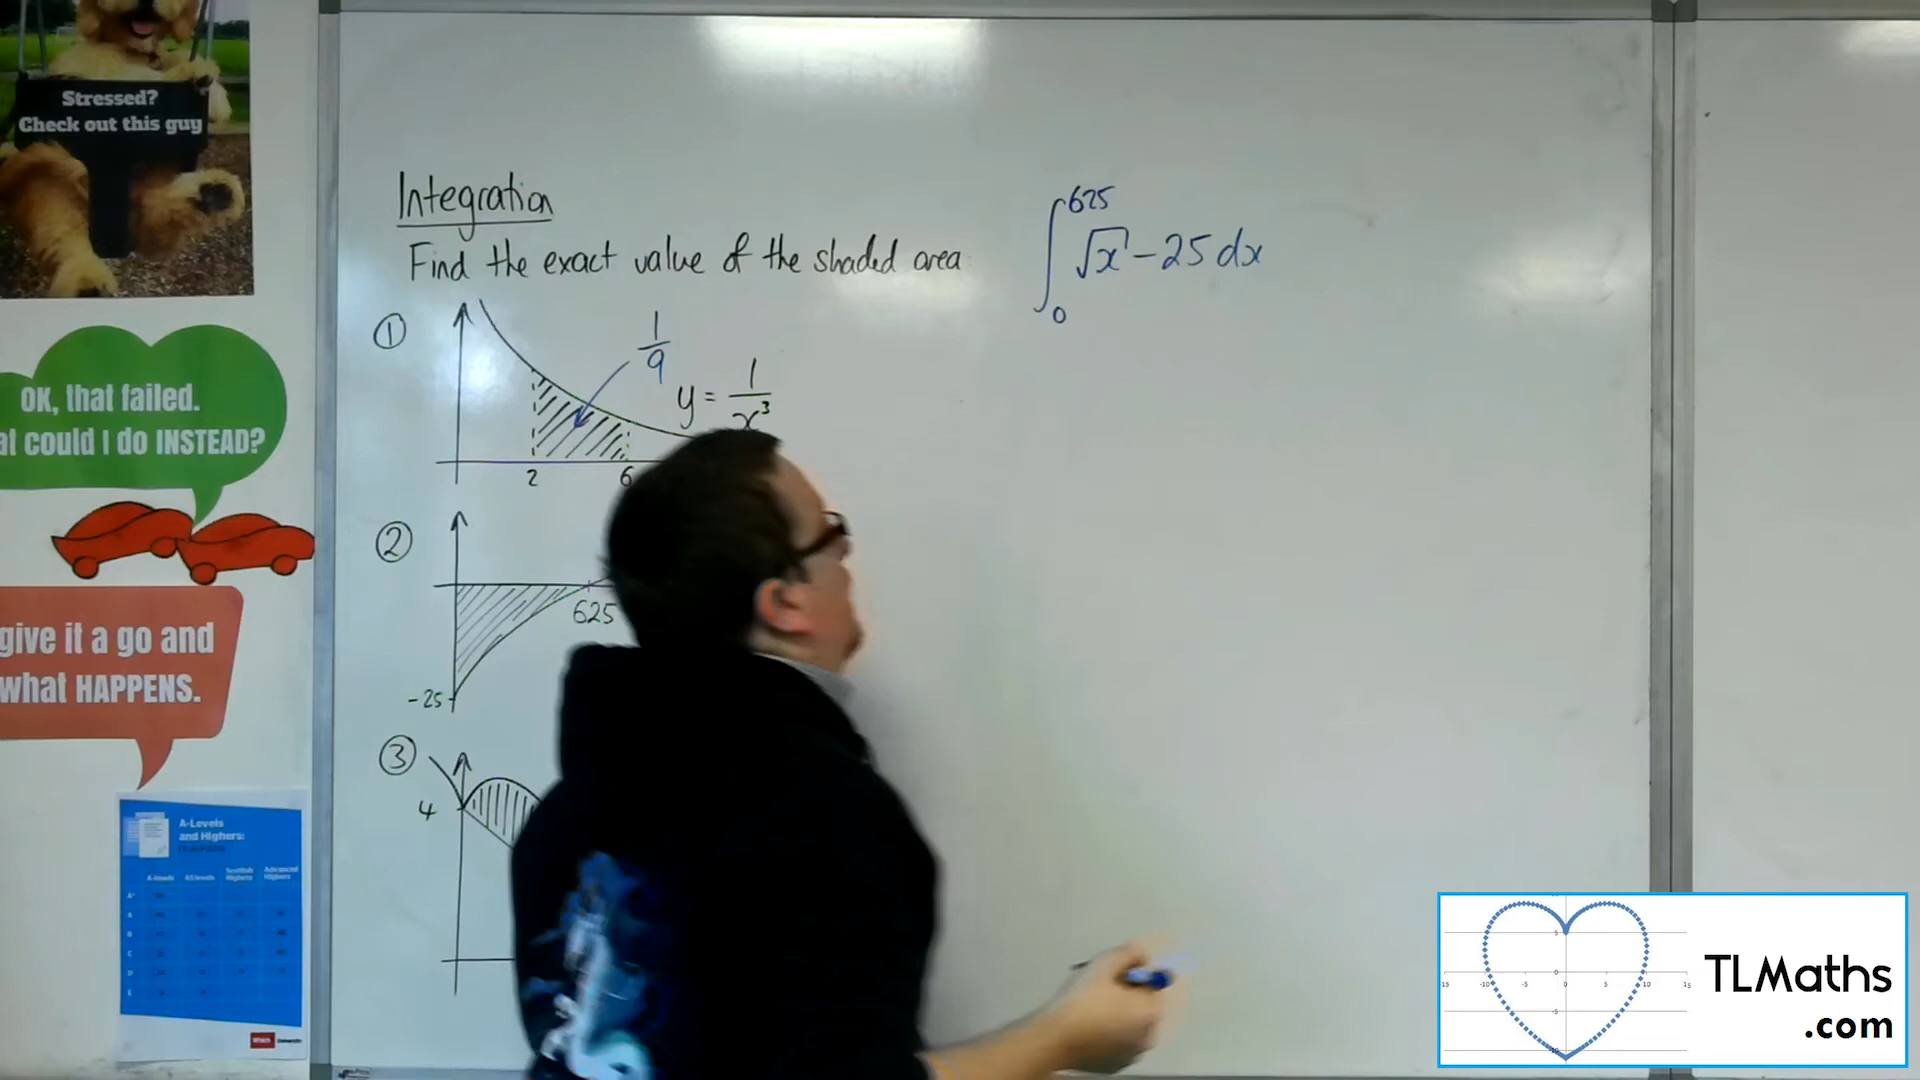 Stressed?
Check out this guy
OK, that failed.
at could I do INSTEAD?
give it a go and
what HAPPENS.
A-Levels
and Highers:
Integration
Find the exact value of the shaded area
①
1/9
y = 1/x³
2 6
②
625
-25
③
4
∫₀⁶²⁵ √x - 25 dx
TLMaths
.com